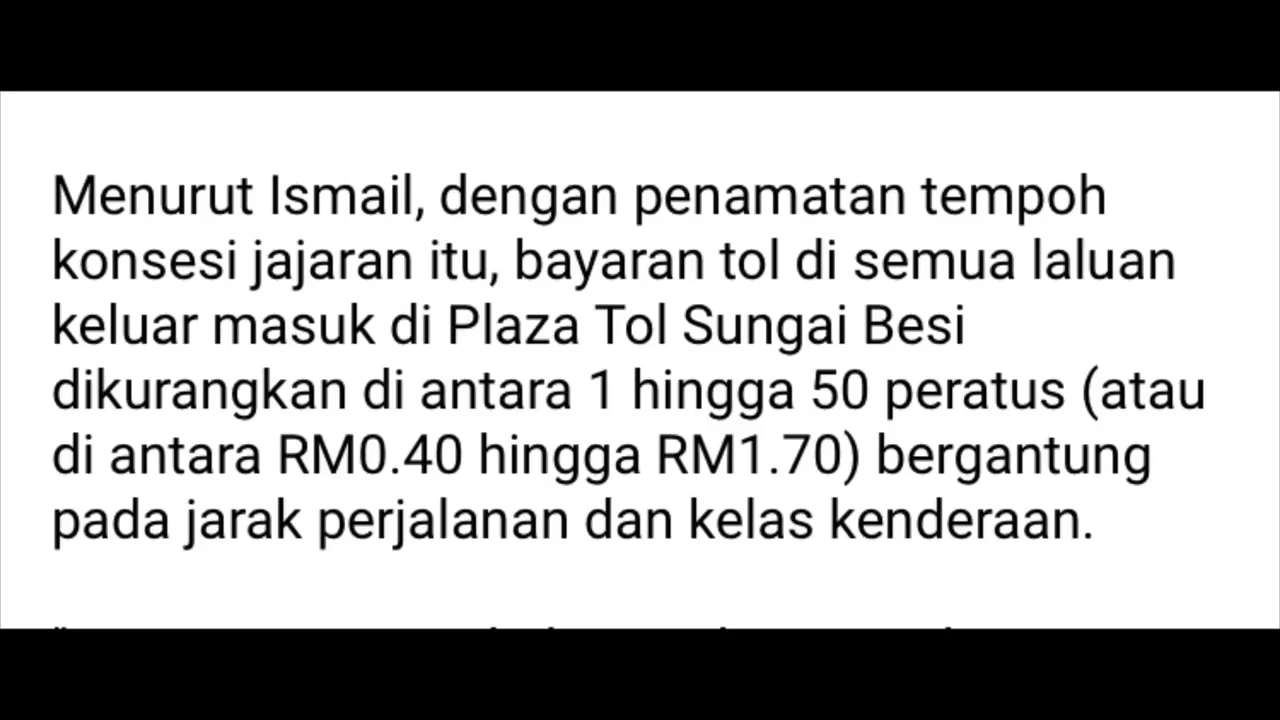 Menurut Ismail, dengan penamatan tempoh
konsesi jajaran itu, bayaran tol di semua laluan
keluar masuk di Plaza Tol Sungai Besi
dikurangkan di antara 1 hingga 50 peratus (atau
di antara RM0.40 hingga RM1.70) bergantung
pada jarak perjalanan dan kelas kenderaan.